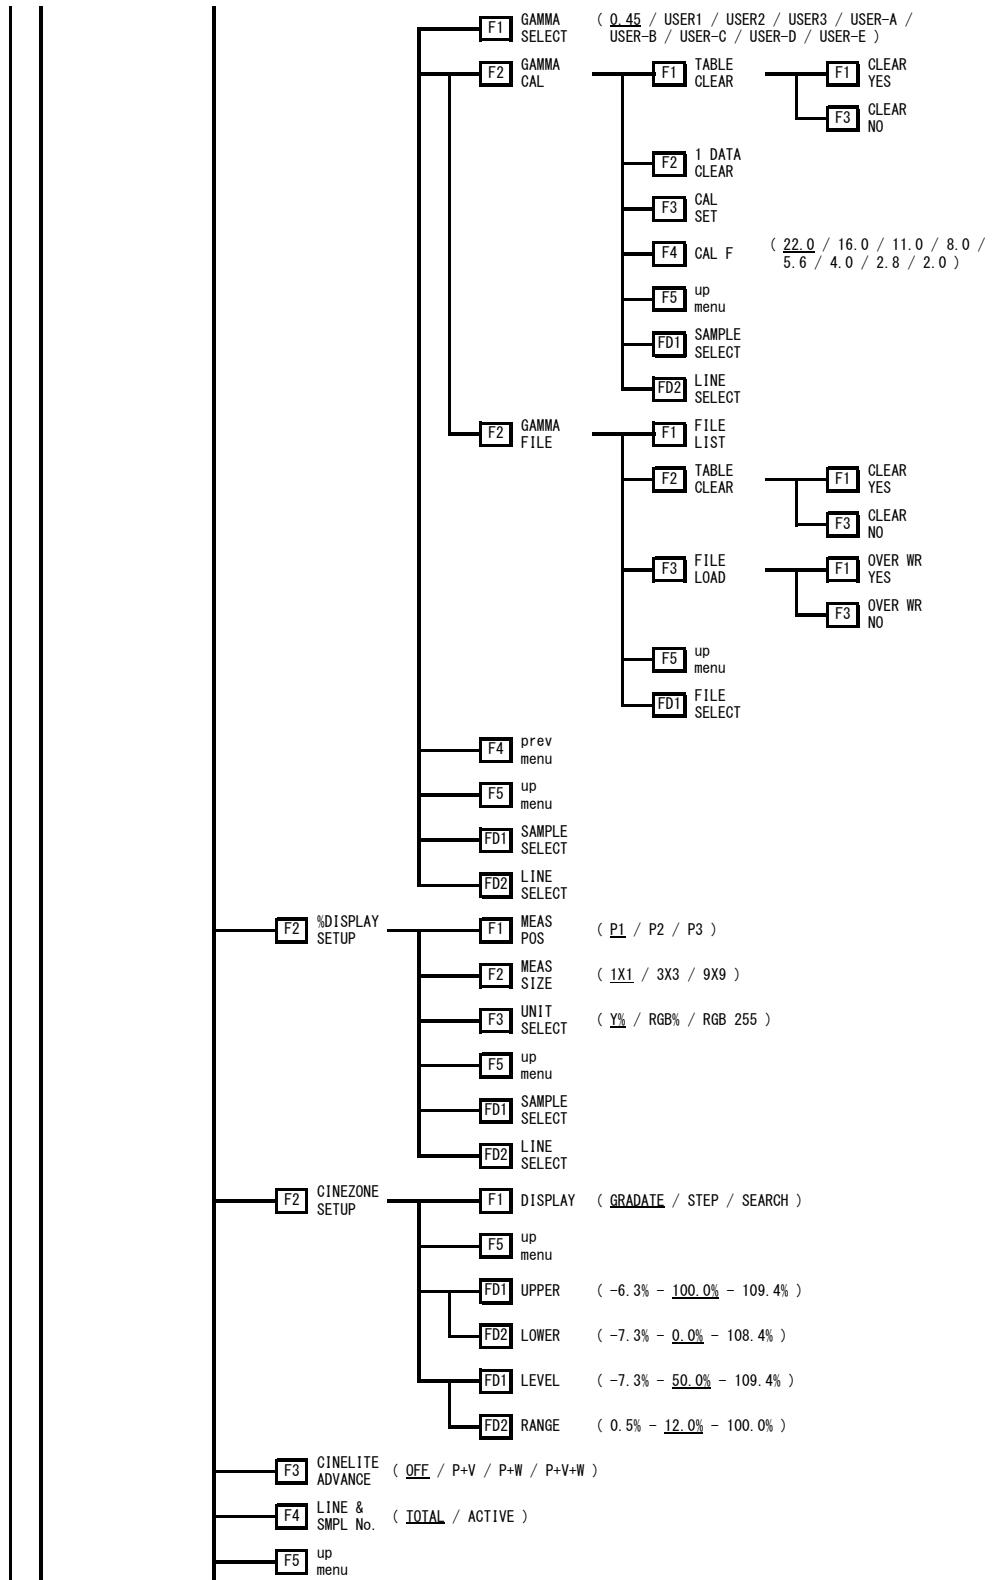 F1 GAMMA SELECT ( 0.45 / USER1 / USER2 / USER3 / USER-A /
USER-B / USER-C / USER-D / USER-E )
F2 GAMMA CAL
F1 TABLE CLEAR
F1 CLEAR YES
F3 CLEAR NO
F2 1 DATA CLEAR
F3 CAL SET
F4 CAL F ( 22.0 / 16.0 / 11.0 / 8.0 /
5.6 / 4.0 / 2.8 / 2.0 )
F5 up menu
FD1 SAMPLE SELECT
FD2 LINE SELECT
F2 GAMMA FILE
F1 FILE LIST
F2 TABLE CLEAR
F1 CLEAR YES
F3 CLEAR NO
F3 FILE LOAD
F1 OVER WR YES
F3 OVER WR NO
F5 up menu
FD1 FILE SELECT
F4 prev menu
F5 up menu
FD1 SAMPLE SELECT
FD2 LINE SELECT
F2 %DISPLAY SETUP
F1 MEAS POS ( P1 / P2 / P3 )
F2 MEAS SIZE ( 1X1 / 3X3 / 9X9 )
F3 UNIT SELECT ( Y% / RGB% / RGB 255 )
F5 up menu
FD1 SAMPLE SELECT
FD2 LINE SELECT
F2 CINEZONE SETUP
F1 DISPLAY ( GRADATE / STEP / SEARCH )
F5 up menu
FD1 UPPER ( -6.3% - 100.0% - 109.4% )
FD2 LOWER ( -7.3% - 0.0% - 108.4% )
FD1 LEVEL ( -7.3% - 50.0% - 109.4% )
FD2 RANGE ( 0.5% - 12.0% - 100.0% )
F3 CINELITE ADVANCE ( OFF / P+V / P+W / P+V+W )
F4 LINE & SMPL No. ( TOTAL / ACTIVE )
F5 up menu